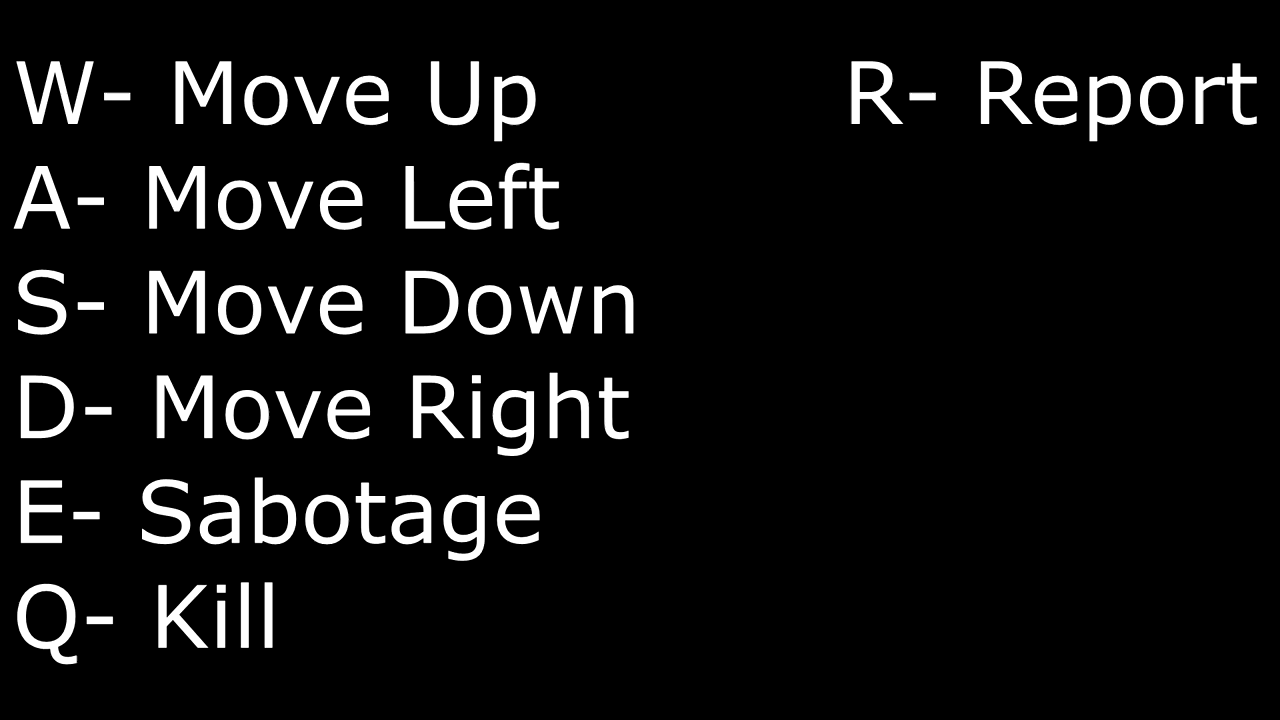 W- Move Up
R- Report
A- Move Left
S- Move Down
D- Move Right
E- Sabotage
Q- Kill